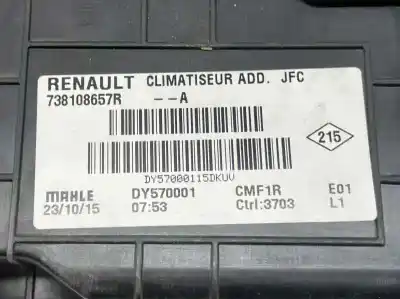 RENAULT CLIMATISEUR ADD. JFC
738108657R --A
215
DY57000115DKUV
MAHLE DY570001 CMF1R E01
23/10/15 07:53 Ctrl:3703 L1